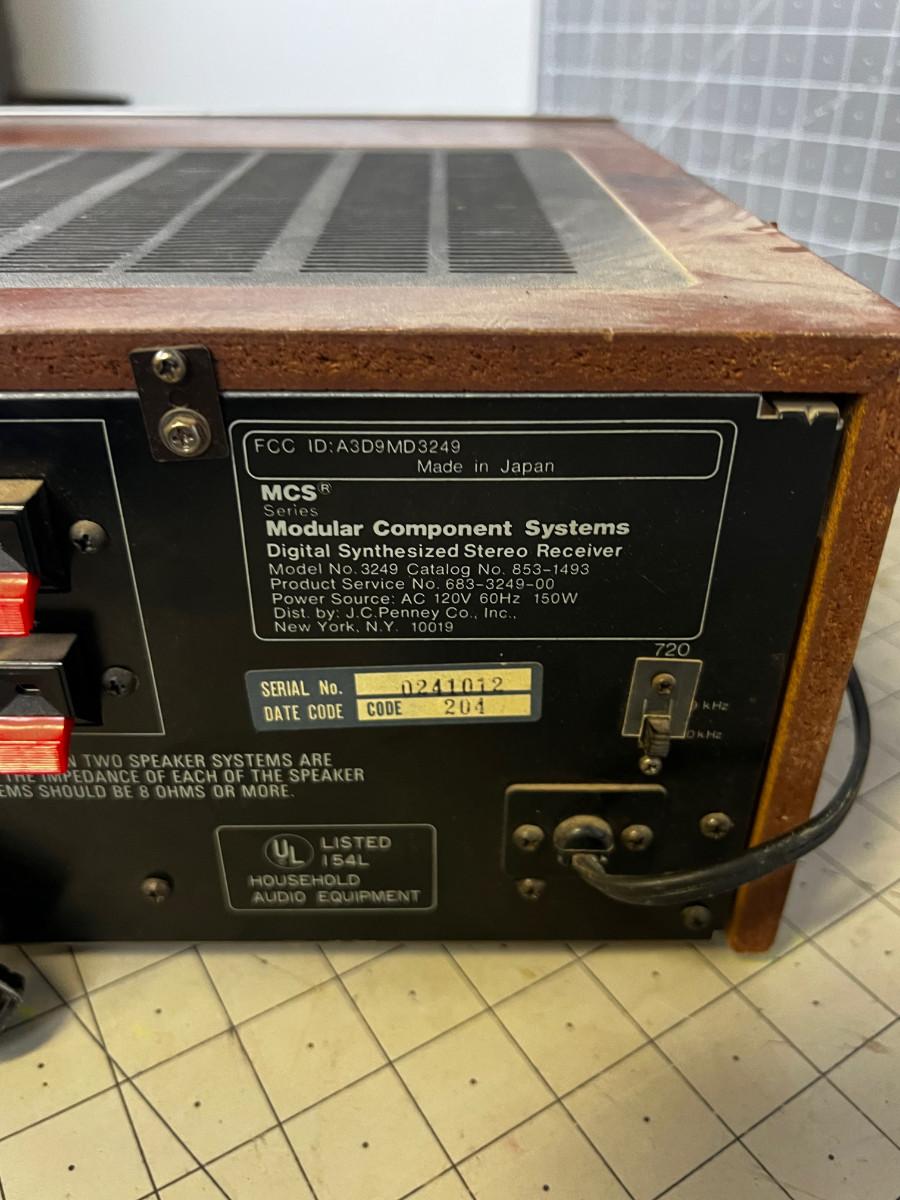 FCC ID:A3D9MD3249
Made in Japan
MCS®
Series
Modular Component Systems
Digital Synthesized Stereo Receiver
Model No. 3249 Catalog No. 853-1493
Product Service No. 683-3249-00
Power Source: AC 120V 60Hz 150W
Dist. by: J.C.Penney Co., Inc.,
New York, N.Y. 10019
720
kHz
kHz
SERIAL No. 0241012
DATE CODE CODE 204
TWO SPEAKER SYSTEMS ARE
THE IMPEDANCE OF EACH OF THE SPEAKER
SHOULD BE 8 OHMS OR MORE.
UL LISTED
154L
HOUSEHOLD
AUDIO EQUIPMENT